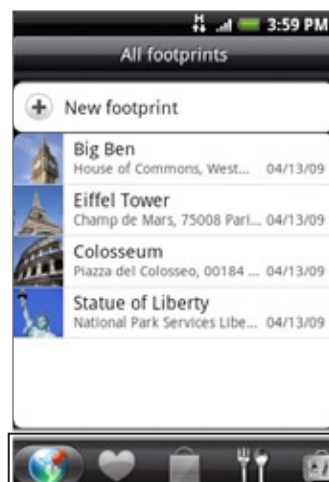 H 3:59 PM
All footprints
New footprint
Big Ben
House of Commons, West... 04/13/09
Eiffel Tower
Champ de Mars, 75008 Pari... 04/13/09
Colosseum
Piazza del Colosseo, 00184 ... 04/13/09
Statue of Liberty
National Park Services Libe... 04/13/09